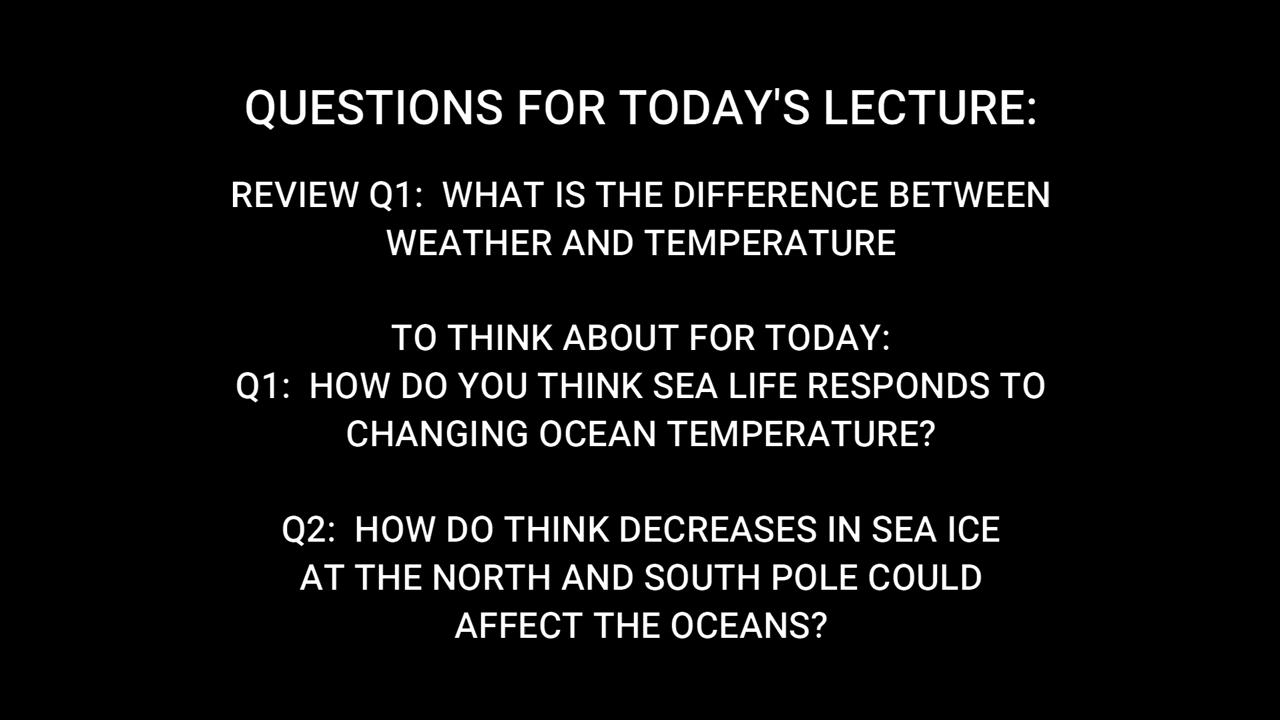 QUESTIONS FOR TODAY'S LECTURE:
REVIEW Q1: WHAT IS THE DIFFERENCE BETWEEN
WEATHER AND TEMPERATURE
TO THINK ABOUT FOR TODAY:
Q1: HOW DO YOU THINK SEA LIFE RESPONDS TO
CHANGING OCEAN TEMPERATURE?
Q2: HOW DO THINK DECREASES IN SEA ICE
AT THE NORTH AND SOUTH POLE COULD
AFFECT THE OCEANS?